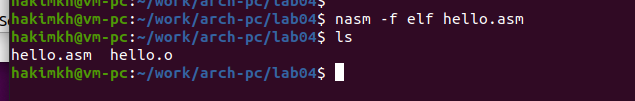 hakimkh@vm-pc:~/work/arch-pc/lab04$ nasm -f elf hello.asm
hakimkh@vm-pc:~/work/arch-pc/lab04$ ls
hello.asm  hello.o
hakimkh@vm-pc:~/work/arch-pc/lab04$